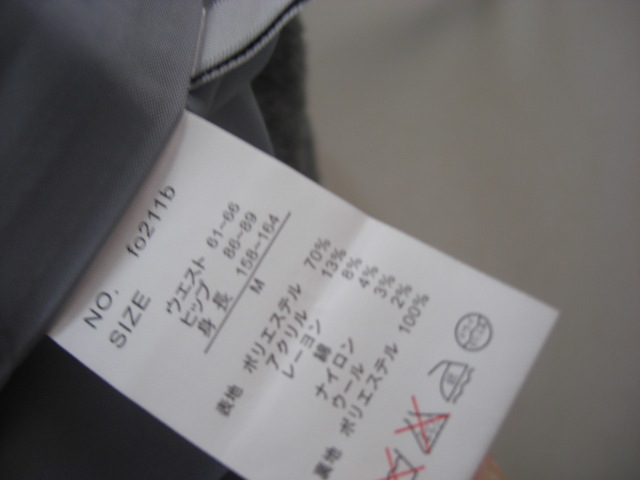 NO. fo211b
SIZE
ウエスト 61~66
ヒップ 86~89
身長 158~164
M
表地 ポリエステル 70%
アクリル 13%
レーヨン 8%
綿 4%
ナイロン 3%
ウール 2%
裏地 ポリエステル 100%